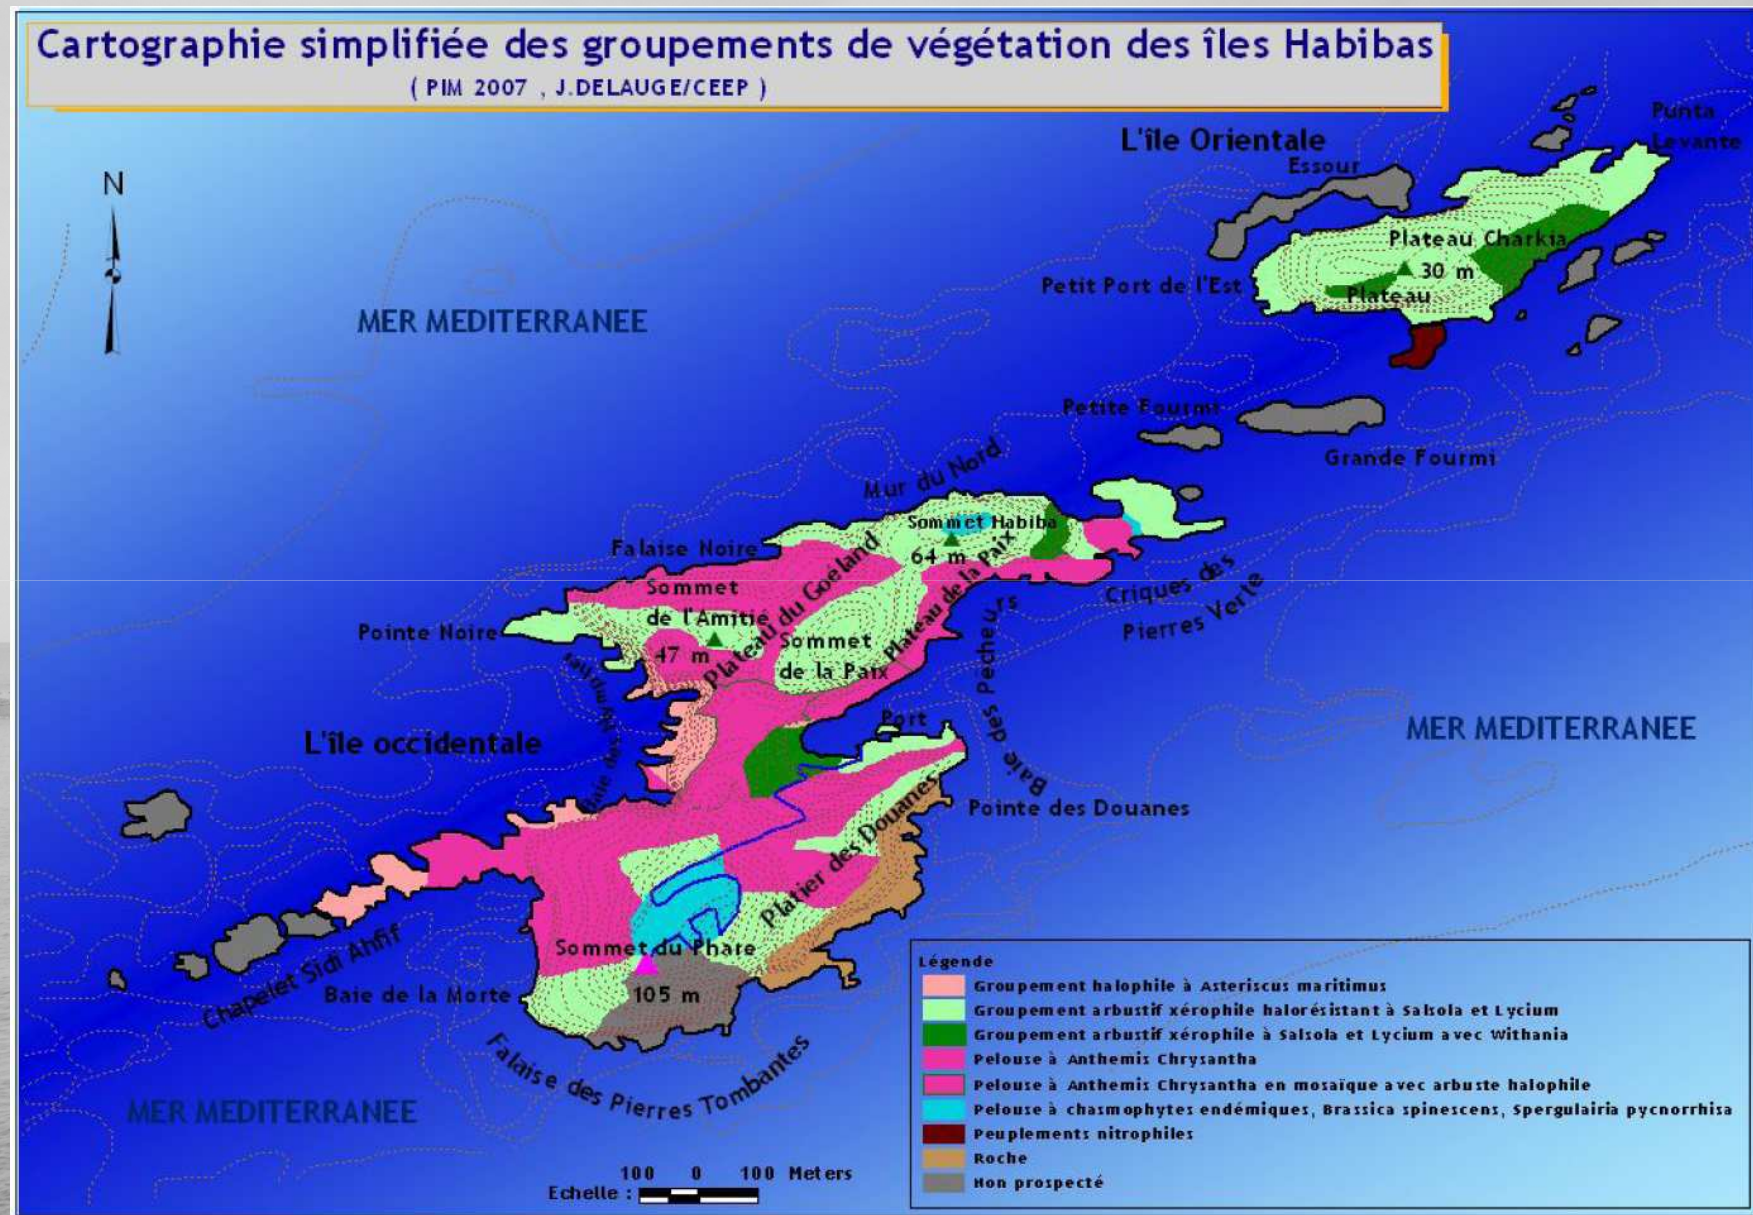 Cartographie simplifiée des groupements de végétation des îles Habibas
( PIM 2007 , J.DELAUGE/CEEP )
N
L'île Orientale
Punta
Levante
Essour
Plateau Charkia
30 m
Plateau
Petit Port de l'Est
MER MEDITERRANEE
Petite Fourmi
Grande Fourmi
Mur du Nord
Sommet Habiba
64 m
Falaise Noire
Sommet
de l'Amitié
47 m
Plateau du Goéland
Plateau de la Paix
Sommet
de la Paix
Criques des
Pierres Verte
Pointe Noire
Baie des Nymphes
Baie des Pêcheurs
Port
L'île occidentale
MER MEDITERRANEE
Pointe des Douanes
Platier des Douanes
Sommet du Phare
105 m
Chapelet Sidi Ahfif
Baie de la Morte
Falaise des Pierres Tombantes
MER MEDITERRANEE
100 0 100 Meters
Echelle :
Légende
Groupement halophile à Asteriscus maritimus
Groupement arbustif xérophile halorésistant à Salsola et Lycium
Groupement arbustif xérophile à Salsola et Lycium avec Withania
Pelouse à Anthemis Chrysantha
Pelouse à Anthemis Chrysantha en mosaïque avec arbuste halophile
Pelouse à chasmophytes endémiques, Brassica spinescens, Spergulairia pycnorrhisa
Peuplements nitrophiles
Roche
Non prospecté